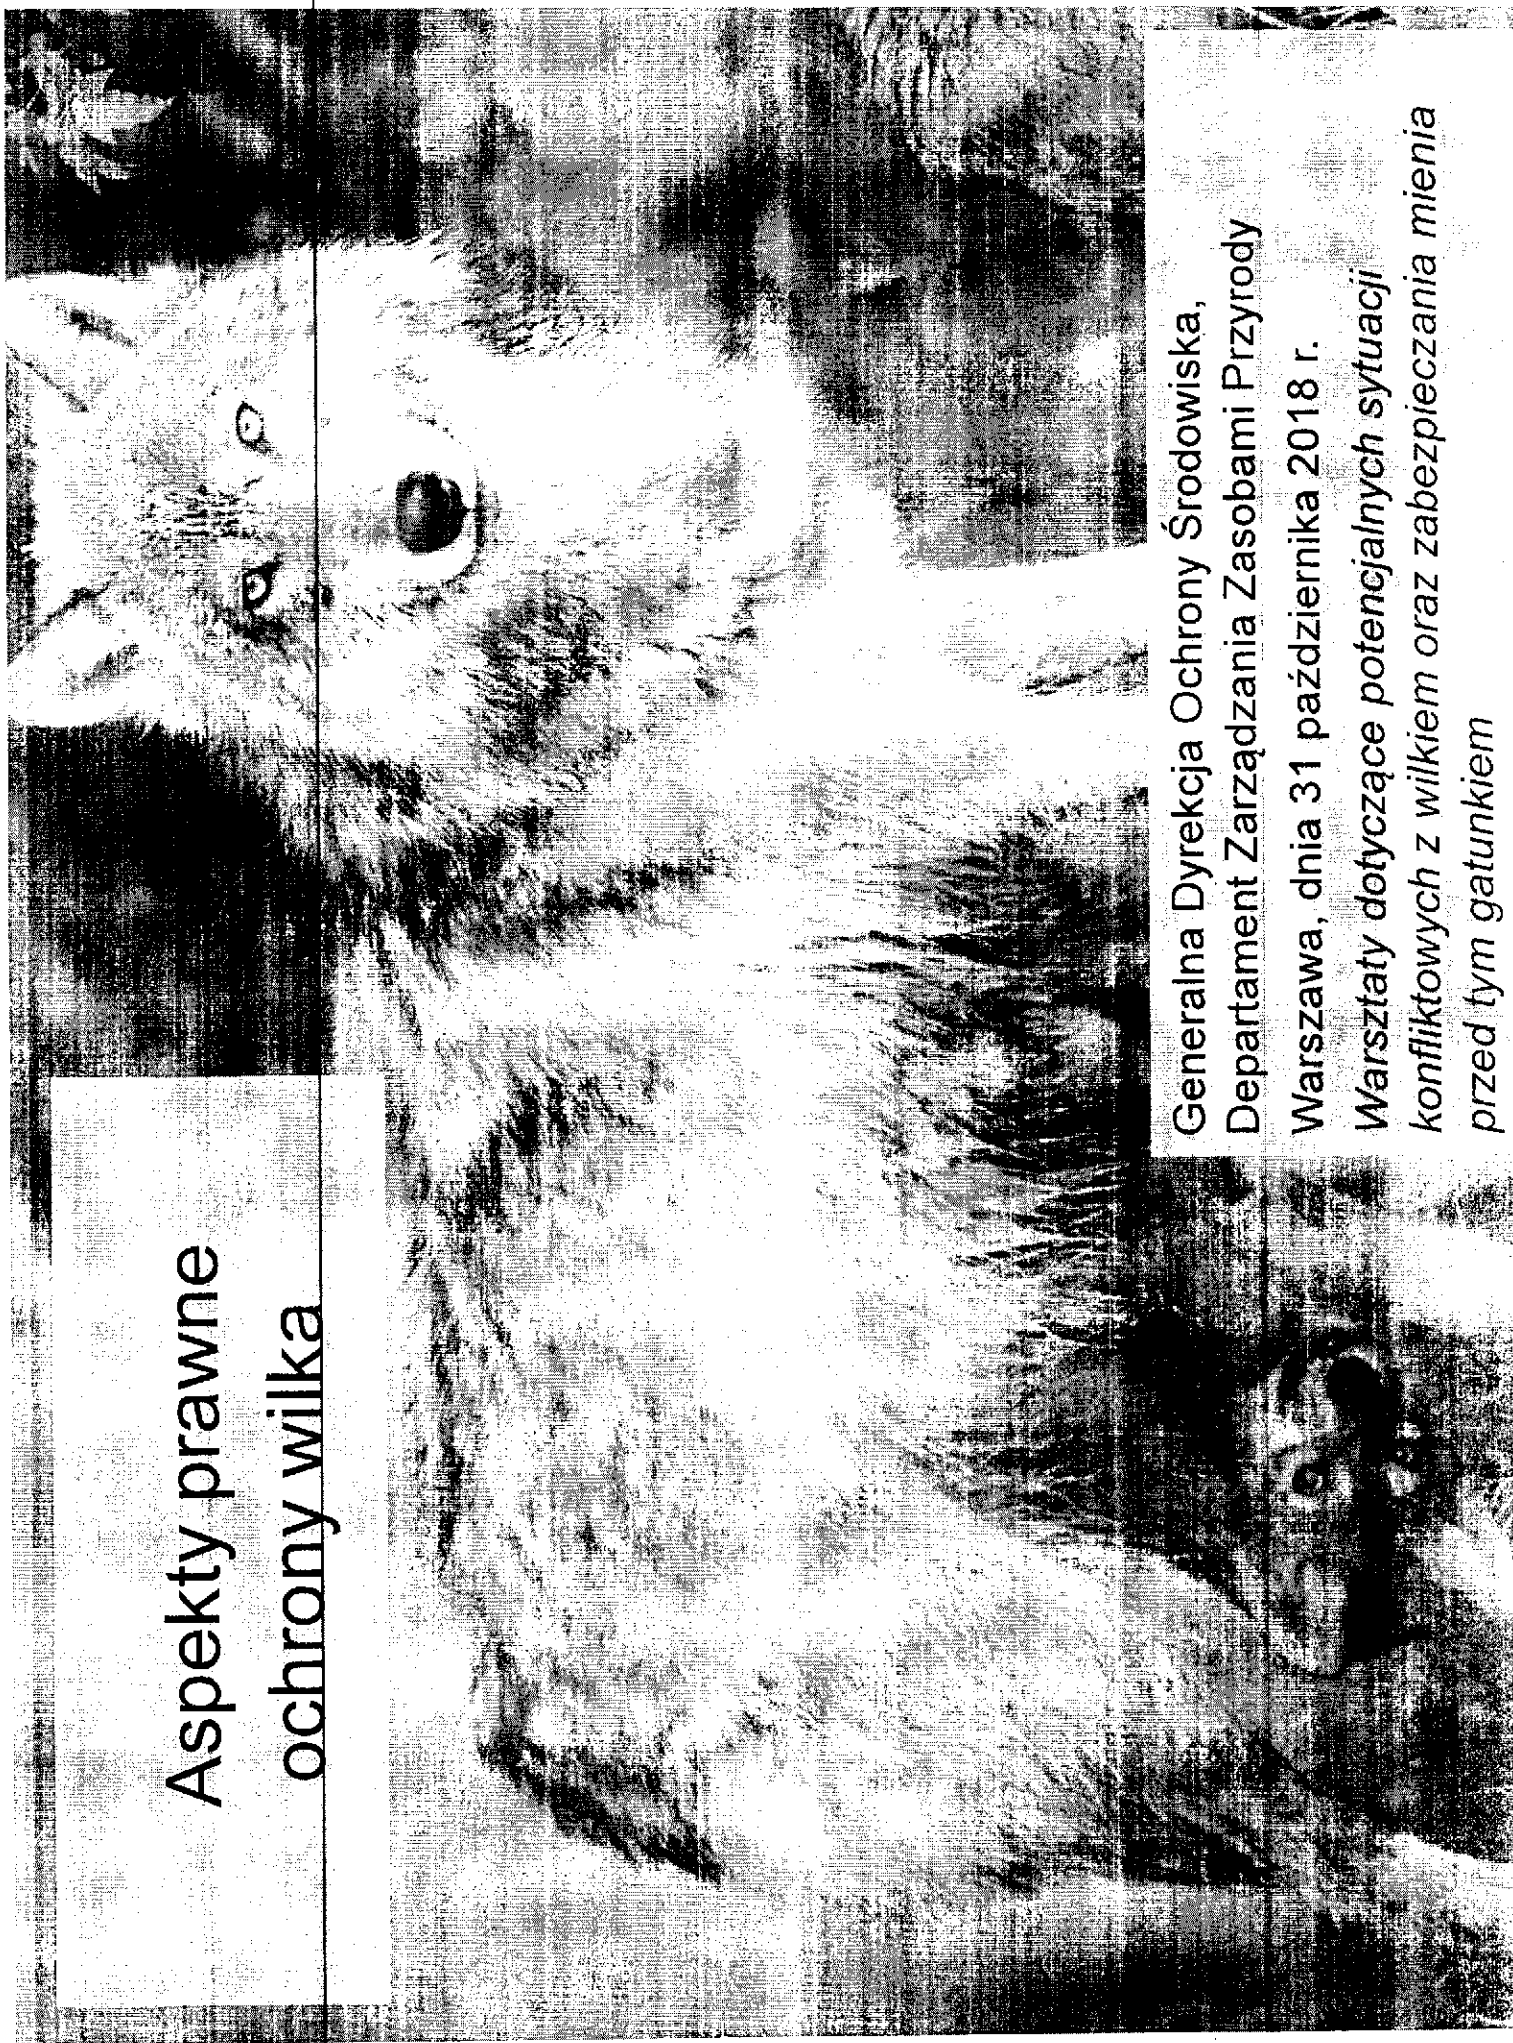 Aspekty prawne
ochrony wilka
Generalna Dyrekcja Ochrony Środowiska,
Departament Zarządzania Zasobami Przyrody
Warszawa, dnia 31 października 2018 r.
Warsztaty dotyczące potencjalnych sytuacji
konfliktowych z wilkiem oraz zabezpieczania mienia
przed tym gatunkiem